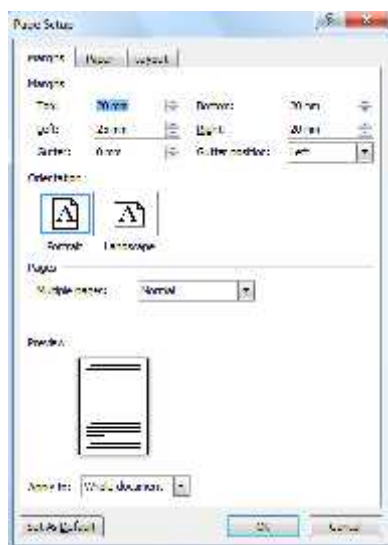 Page Setup
Margins Paper Layout
Margins
Top: 20 mm Bottom: 20 mm
Left: 25 mm Right: 20 mm
Gutter: 0 mm Gutter position: Left
Orientation
A A
Portrait Landscape
Pages
Multiple pages: Normal
Preview
Apply to: Whole document
Set As Default OK Cancel